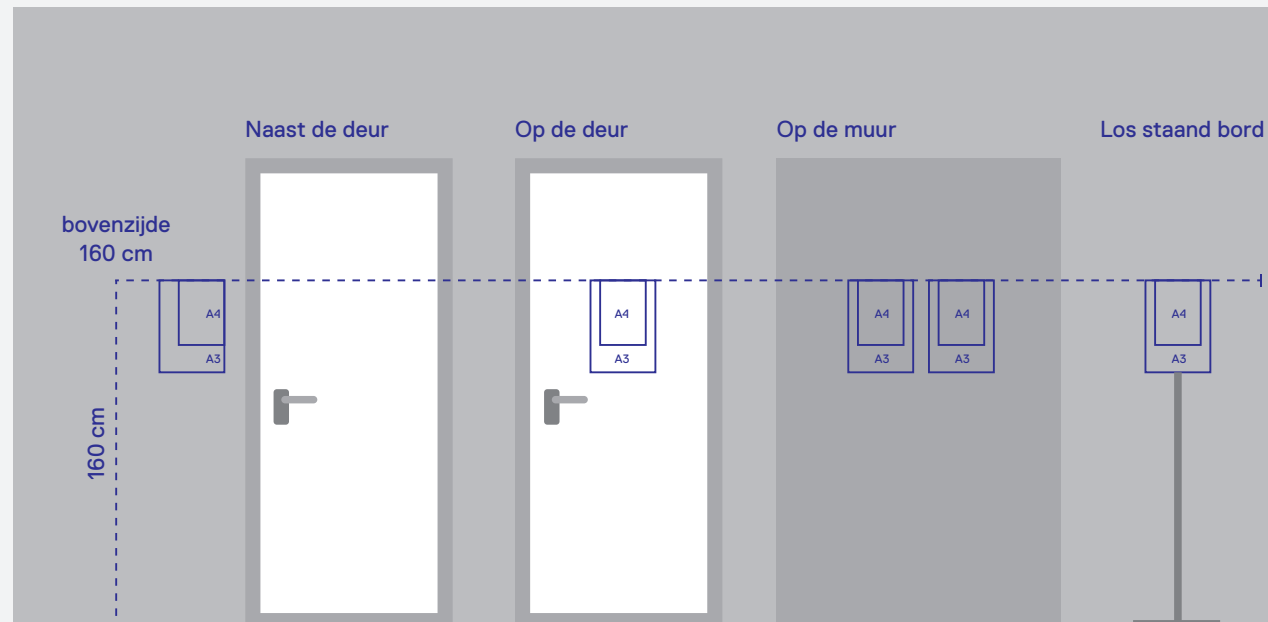 Naast de deur
Op de deur
Op de muur
Los staand bord
bovenzijde
160 cm
A4
A3
A4
A3
A4
A3
A4
A3
A4
A3
160 cm